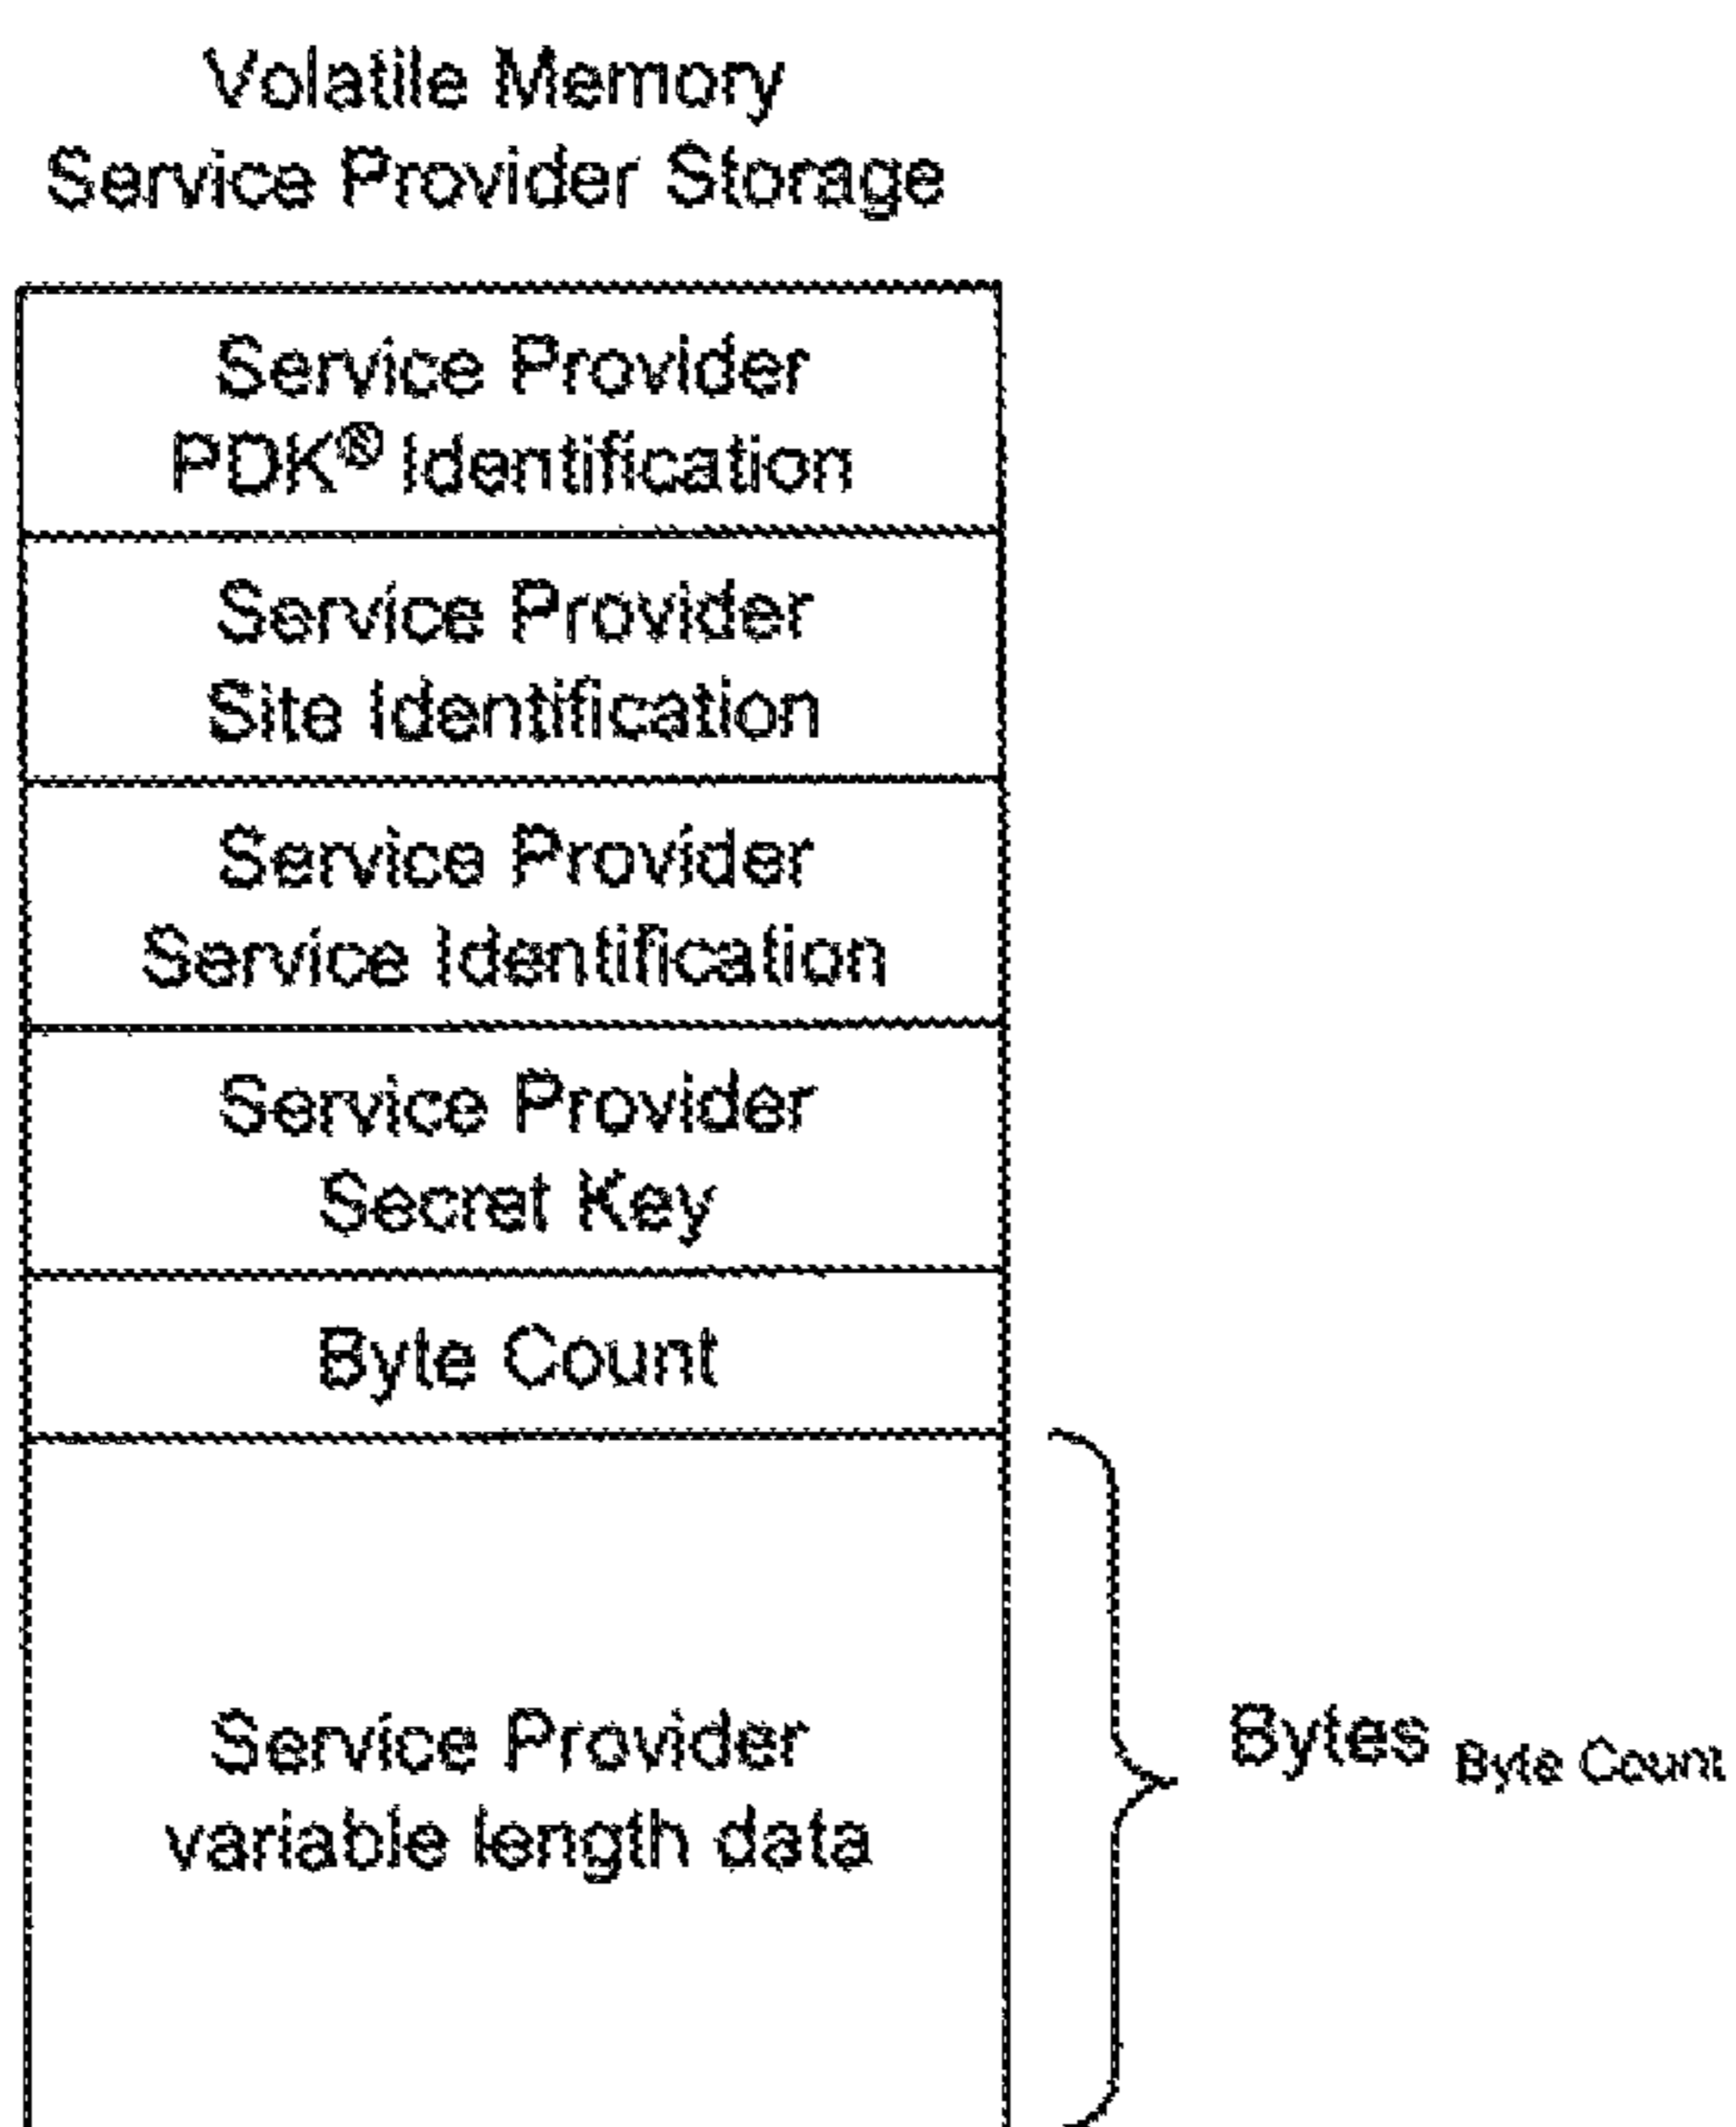 Volatile Memory
Service Provider Storage
Service Provider
PDK® Identification
Service Provider
Site Identification
Service Provider
Service Identification
Service Provider
Secret Key
Byte Count
Service Provider
variable length data
Bytes Byte Count